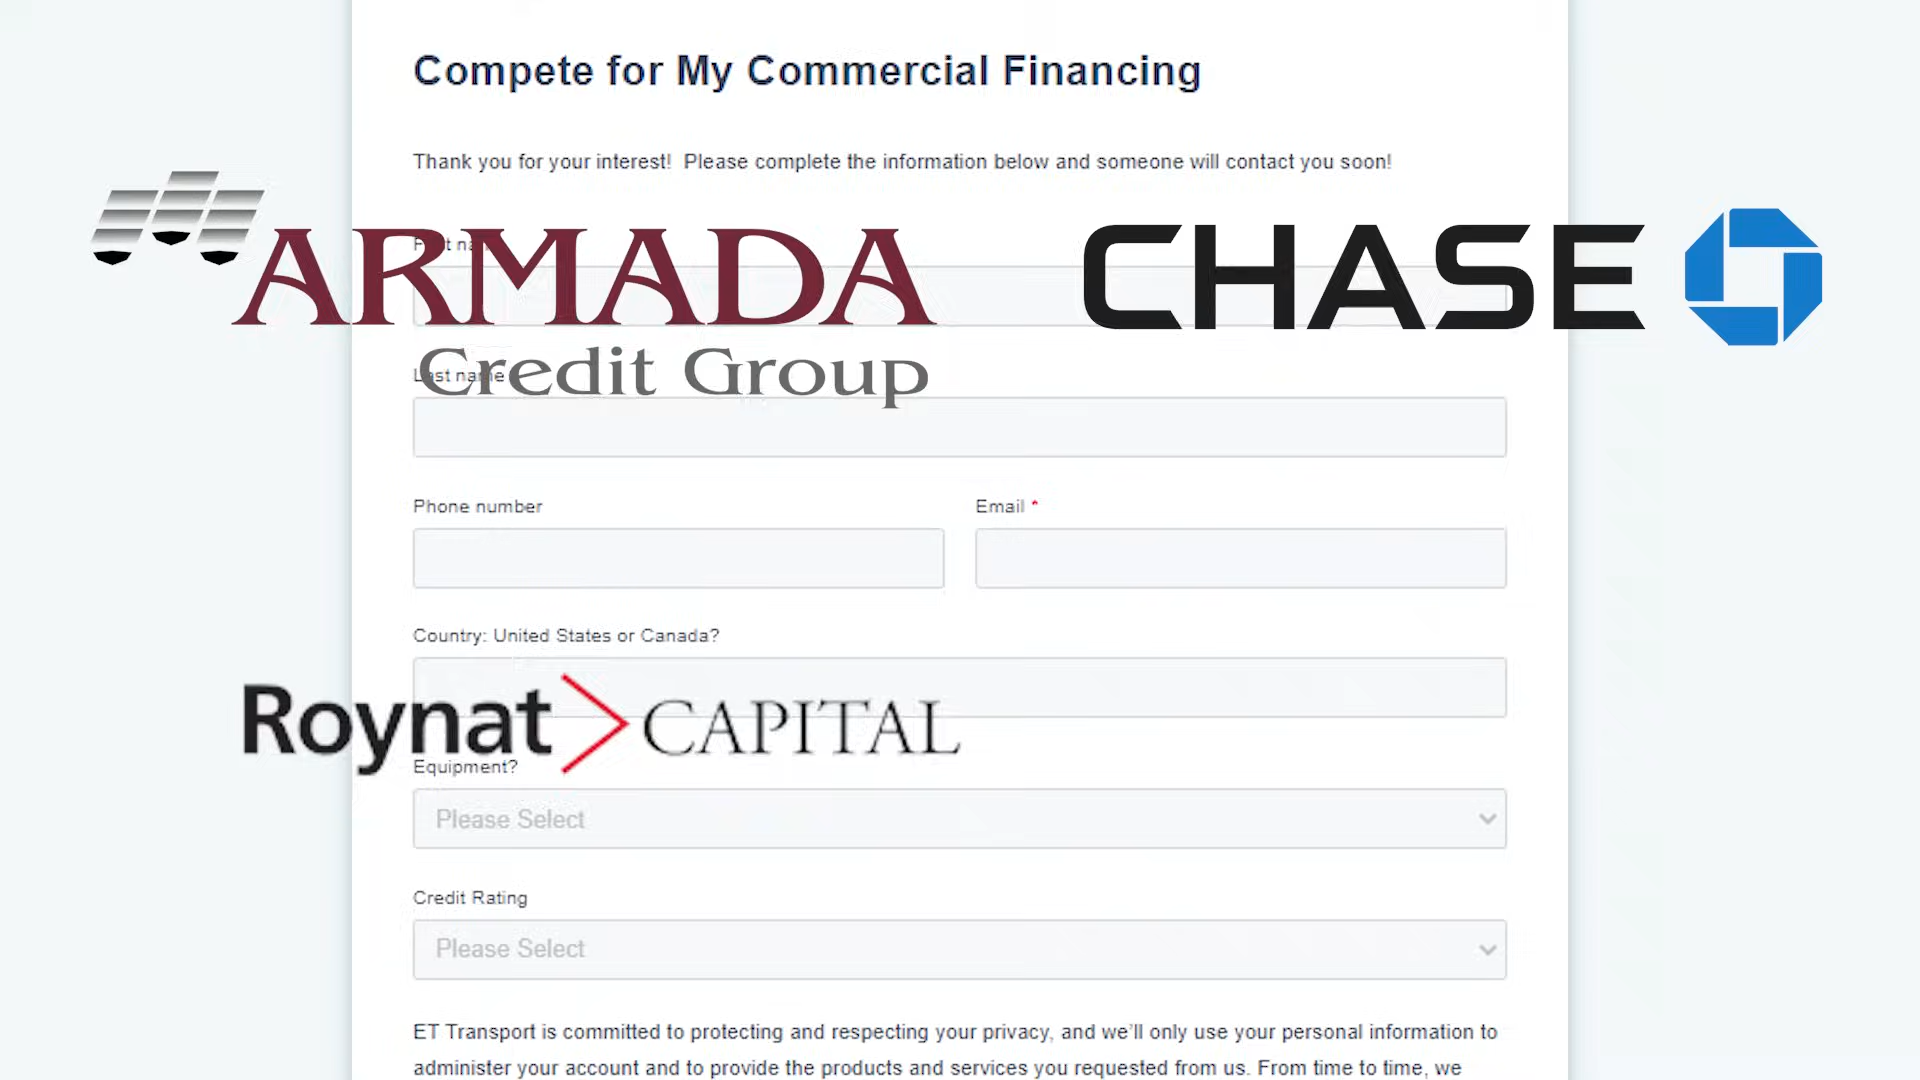 Compete for My Commercial Financing
Thank you for your interest! Please complete the information below and someone will contact you soon!
First name
ARMADA
CHASE
Credit Group
Last name
Phone number
Email *
Country: United States or Canada?
Roynat CAPITAL
Equipment?
Please Select
Credit Rating
Please Select
ET Transport is committed to protecting and respecting your privacy, and we'll only use your personal information to
administer your account and to provide the products and services you requested from us. From time to time, we